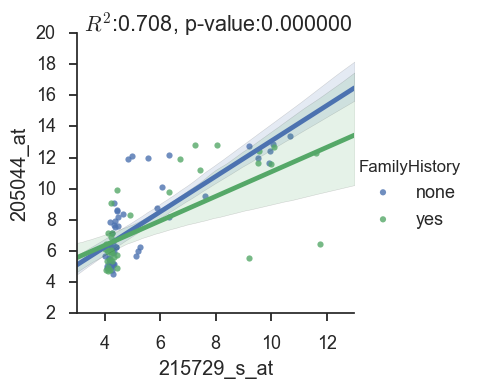 R²:0.708, p-value:0.000000
20
18
16
14
12
10
8
6
4
2
205044_at
4 6 8 10 12
215729_s_at
FamilyHistory
none
yes